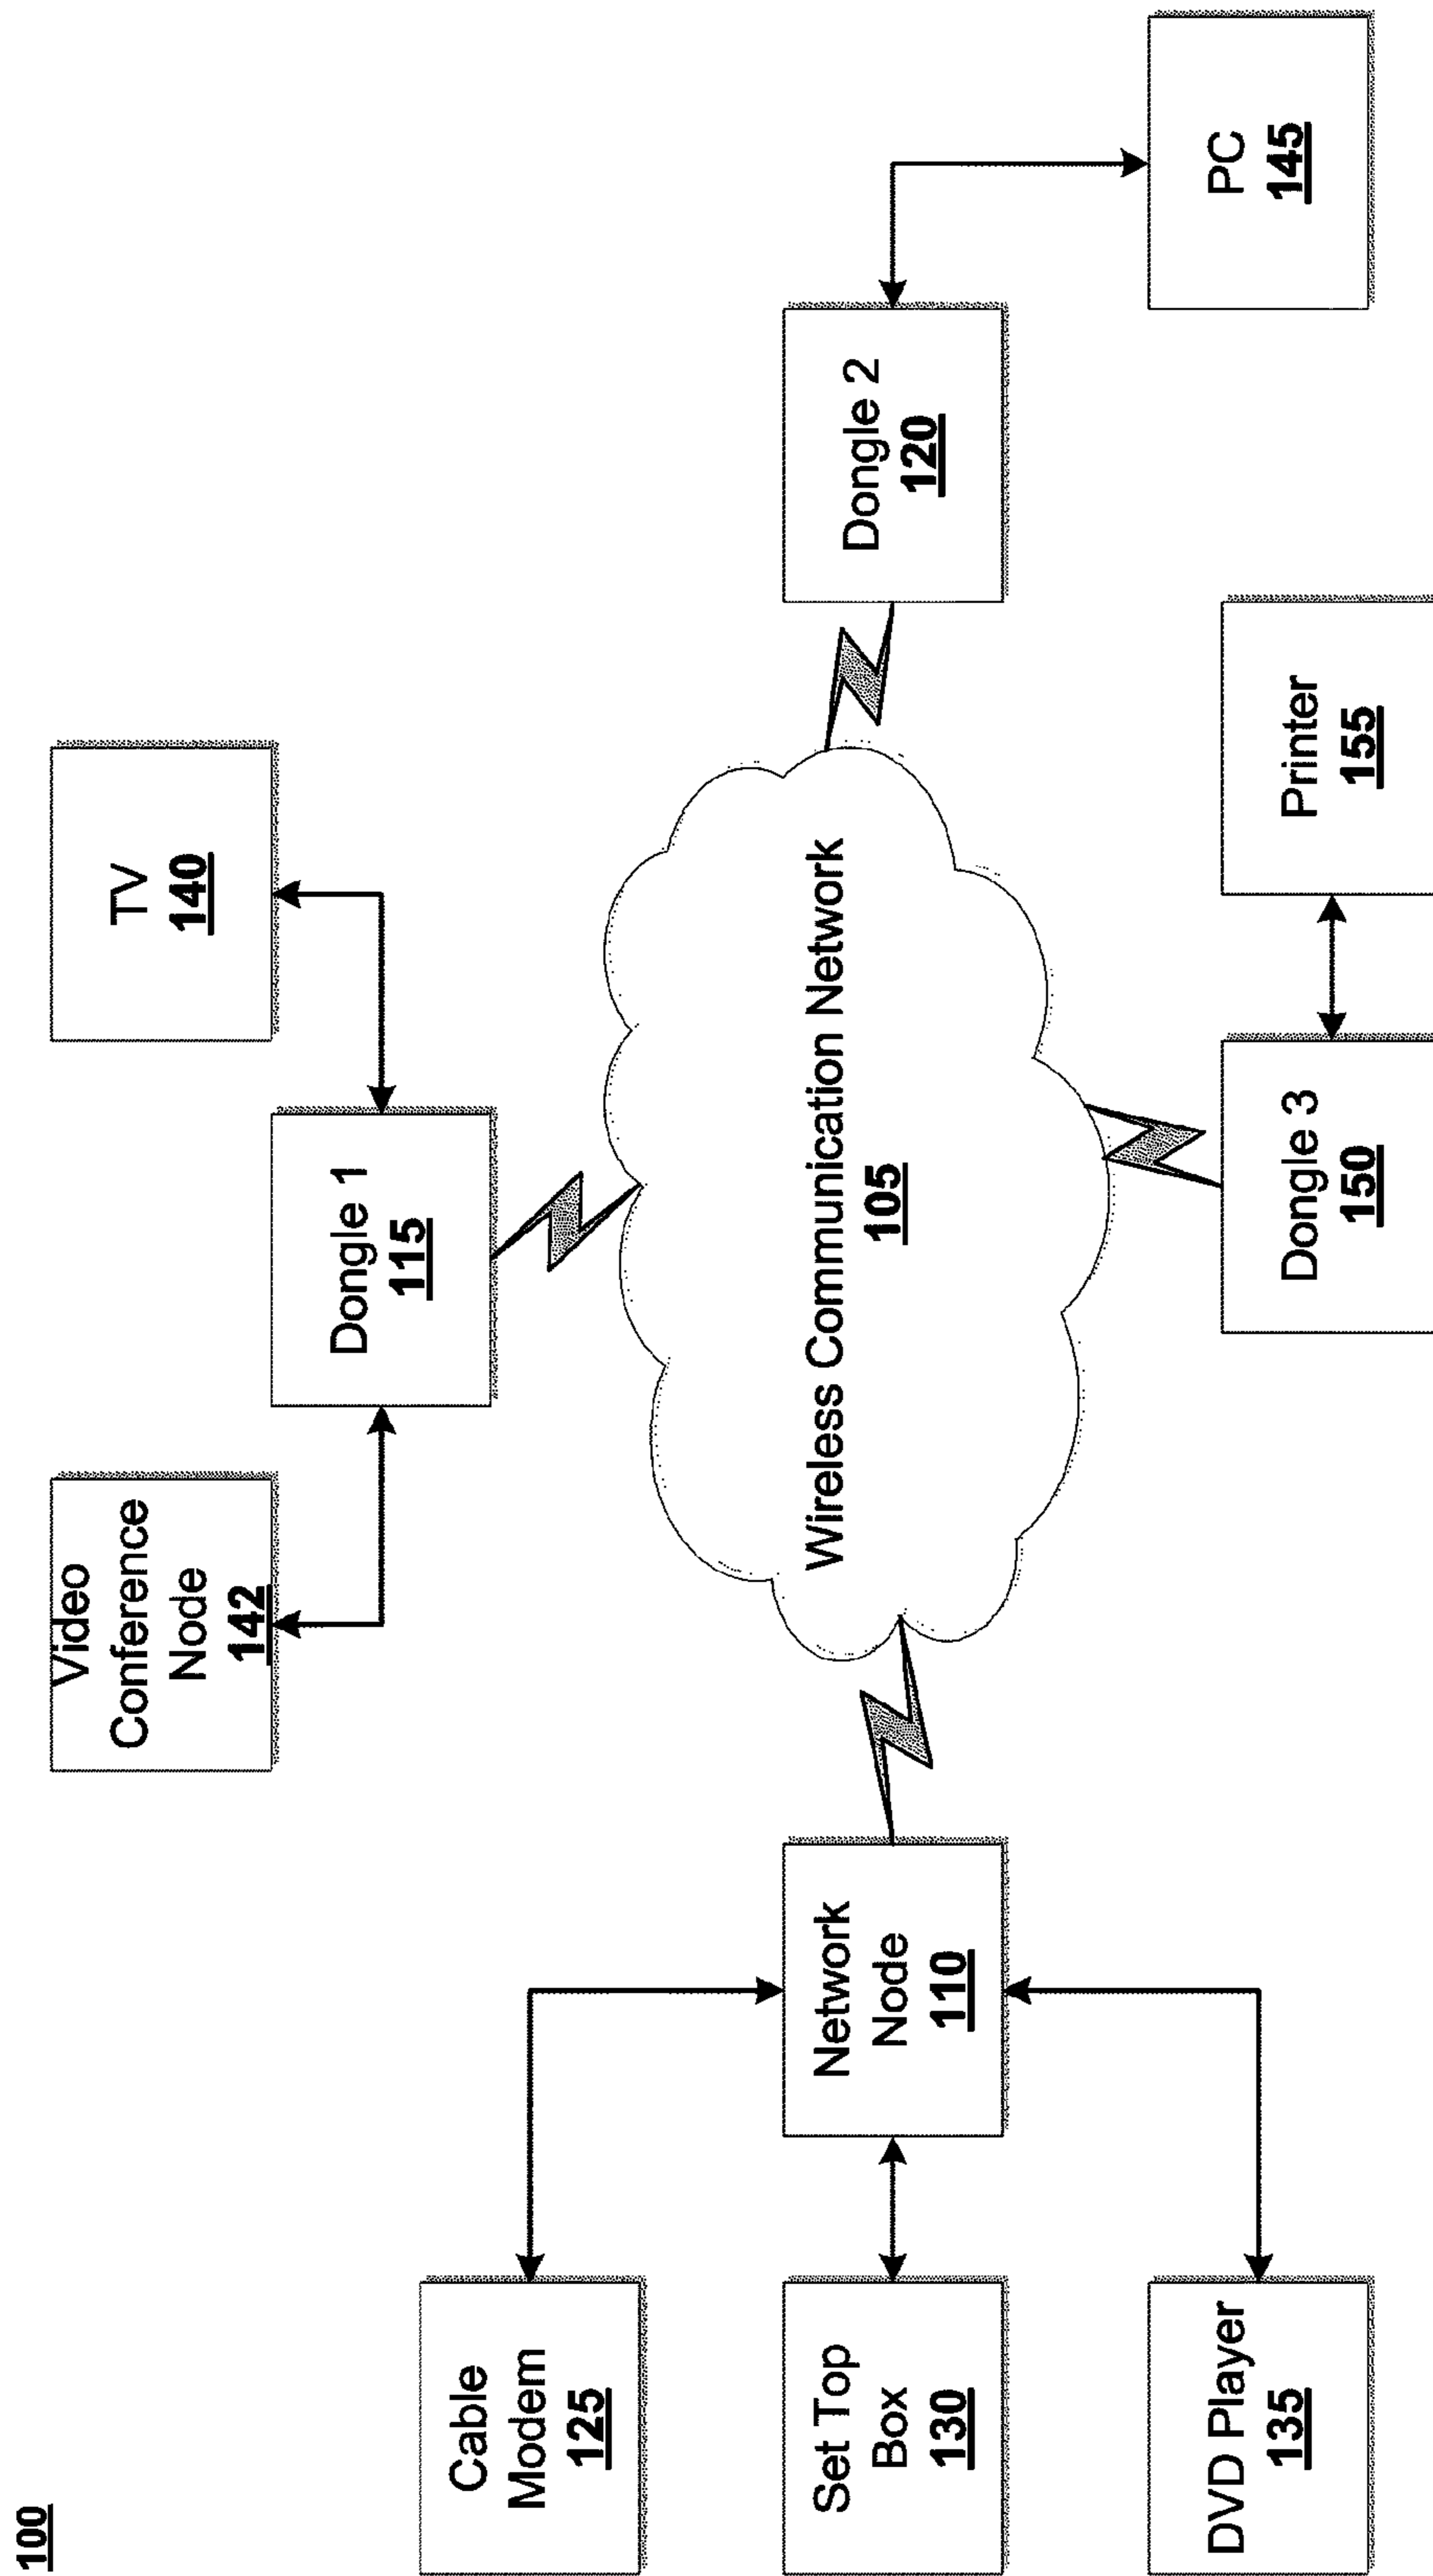 100
Video
Conference
Node
142
TV
140
Dongle 1
115
Cable
Modem
125
Set Top
Box
130
Network
Node
110
Wireless Communication Network
105
Dongle 2
120
DVD Player
135
Dongle 3
150
Printer
155
PC
145